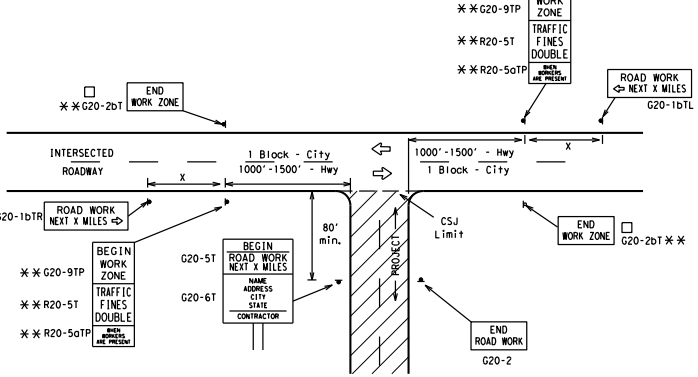 WORK
ZONE
✶✶G20-9TP
TRAFFIC
FINES
DOUBLE
✶✶R20-5T
WHEN
WORKERS
ARE PRESENT
✶✶R20-5aTP
ROAD WORK
⇦ NEXT X MILES
G20-1bTL
END
WORK ZONE
□
✶✶G20-2bT
X
INTERSECTED
ROADWAY
1 Block - City
1000'-1500' - Hwy
1000'-1500' - Hwy
1 Block - City
X
G20-1bTR
ROAD WORK
NEXT X MILES ⇨
80'
min.
CSJ
Limit
END
WORK ZONE
□
G20-2bT ✶✶
BEGIN
WORK
ZONE
✶✶G20-9TP
TRAFFIC
FINES
DOUBLE
✶✶R20-5T
WHEN
WORKERS
ARE PRESENT
✶✶R20-5aTP
G20-5T
BEGIN
ROAD WORK
NEXT X MILES
G20-6T
NAME
ADDRESS
CITY
STATE
CONTRACTOR
PROJECT
END
ROAD WORK
G20-2